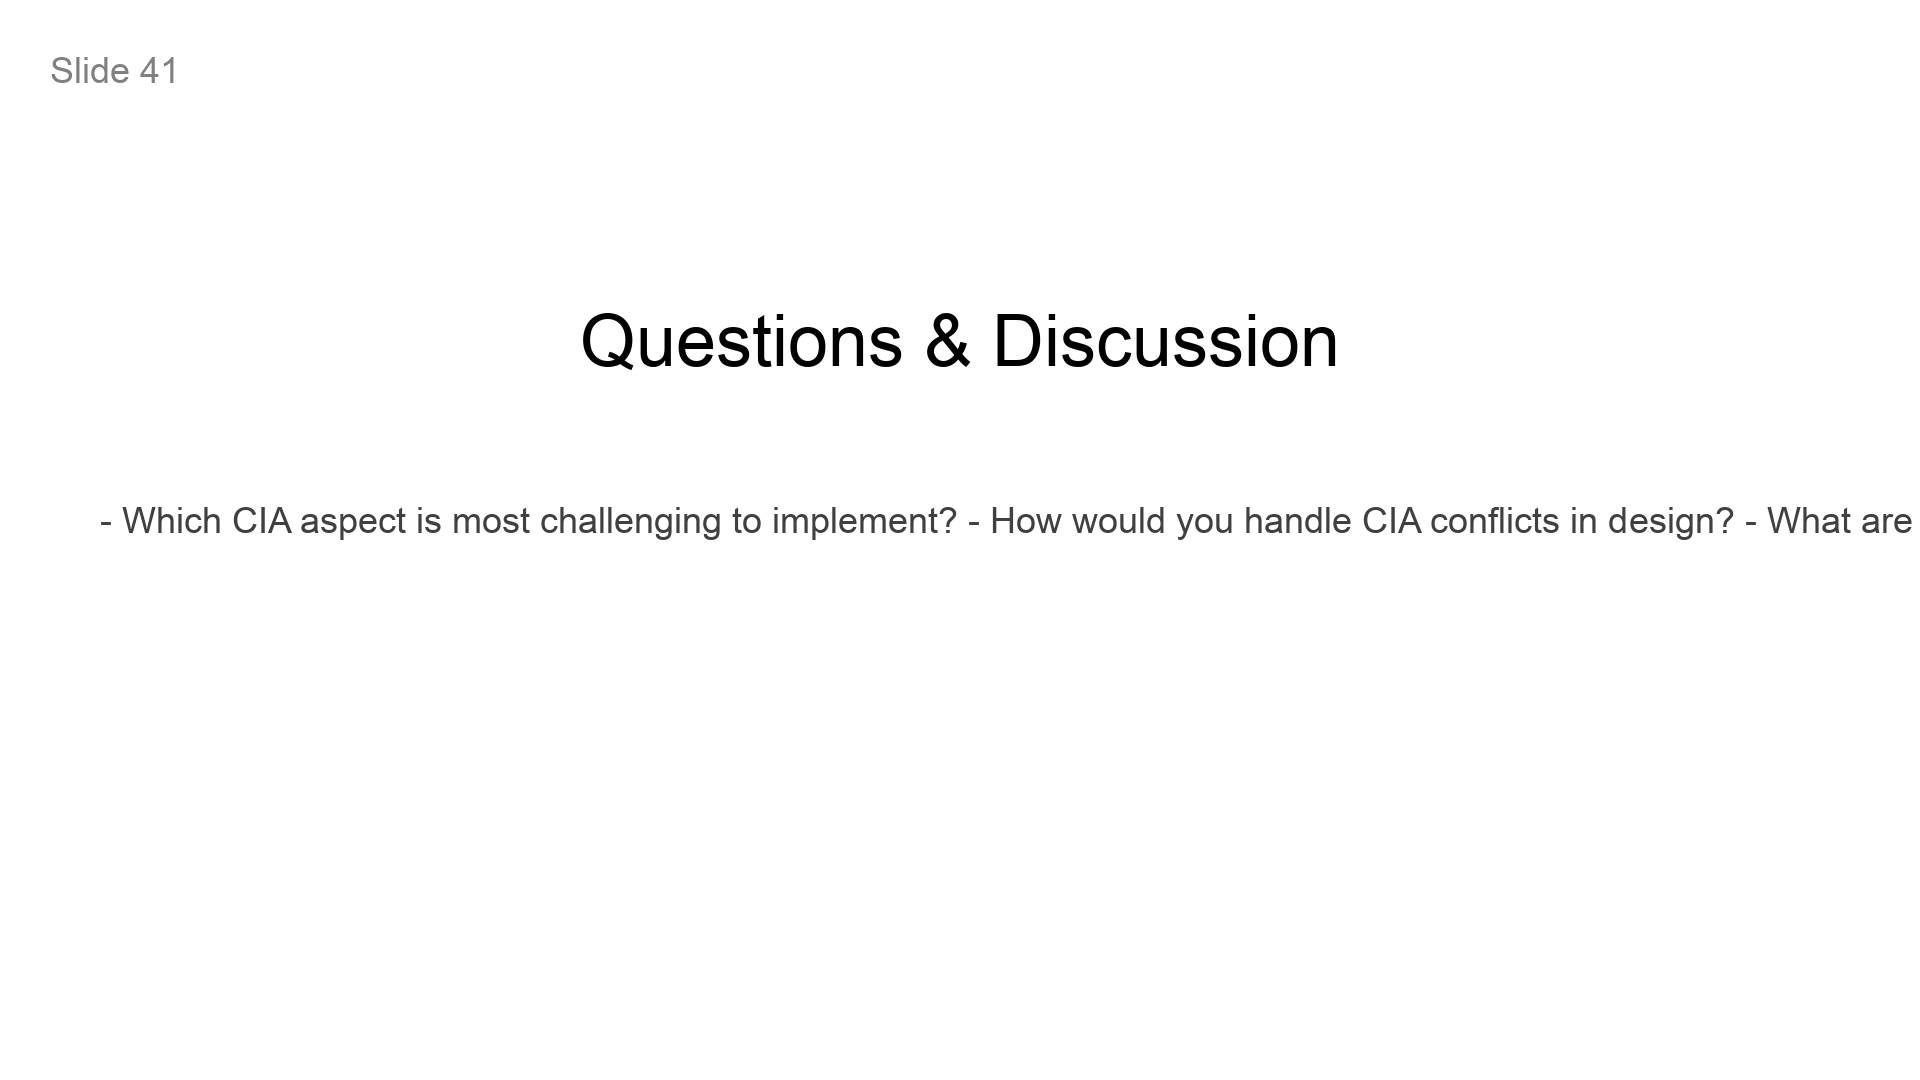 Slide 41
Questions & Discussion
- Which CIA aspect is most challenging to implement? - How would you handle CIA conflicts in design? - What are